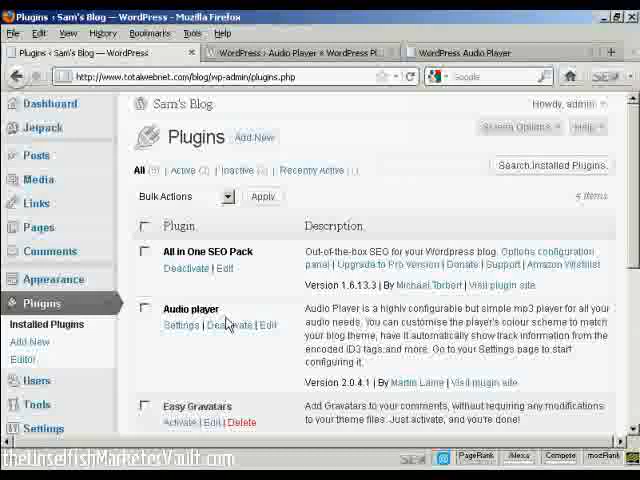 Plugins ‹ Sam's Blog — WordPress - Mozilla Firefox
File Edit View History Bookmarks Tools Help
Plugins ‹ Sam's Blog — WordPress
WordPress › Audio Player « WordPress Pl...
WordPress Audio Player
http://www.totalwebnet.com/blog/wp-admin/plugins.php
Google
Dashboard
Jetpack
Posts
Media
Links
Pages
Comments
Appearance
Plugins
Installed Plugins
Add New
Editor
Users
Tools
Settings
Sam's Blog
Howdy, admin
Screen Options
Help
Plugins Add New
All (5) | Active (3) | Inactive | Recently Active
Search Installed Plugins
Bulk Actions Apply
5 items
Plugin Description
All in One SEO Pack
Deactivate | Edit
Out-of-the-box SEO for your Wordpress blog. Options configuration
panel | Upgrade to Pro Version | Donate | Support | Amazon Wishlist
Version 1.6.13.3 | By Michael Torbert | Visit plugin site
Audio player
Settings | Deactivate | Edit
Audio Player is a highly configurable but simple mp3 player for all your
audio needs. You can customise the player's colour scheme to match
your blog theme, have it automatically show track information from the
encoded ID3 tags and more. Go to your Settings page to start
configuring it.
Version 2.0.4.1 | By Martin Laine | Visit plugin site
Easy Gravatars
Activate | Edit | Delete
Add Gravatars to your comments, without requiring any modifications
to your theme files. Just activate, and you're done!
theUnselfishMarketerVault.com
PageRank
Alexa
Compete
mozRank